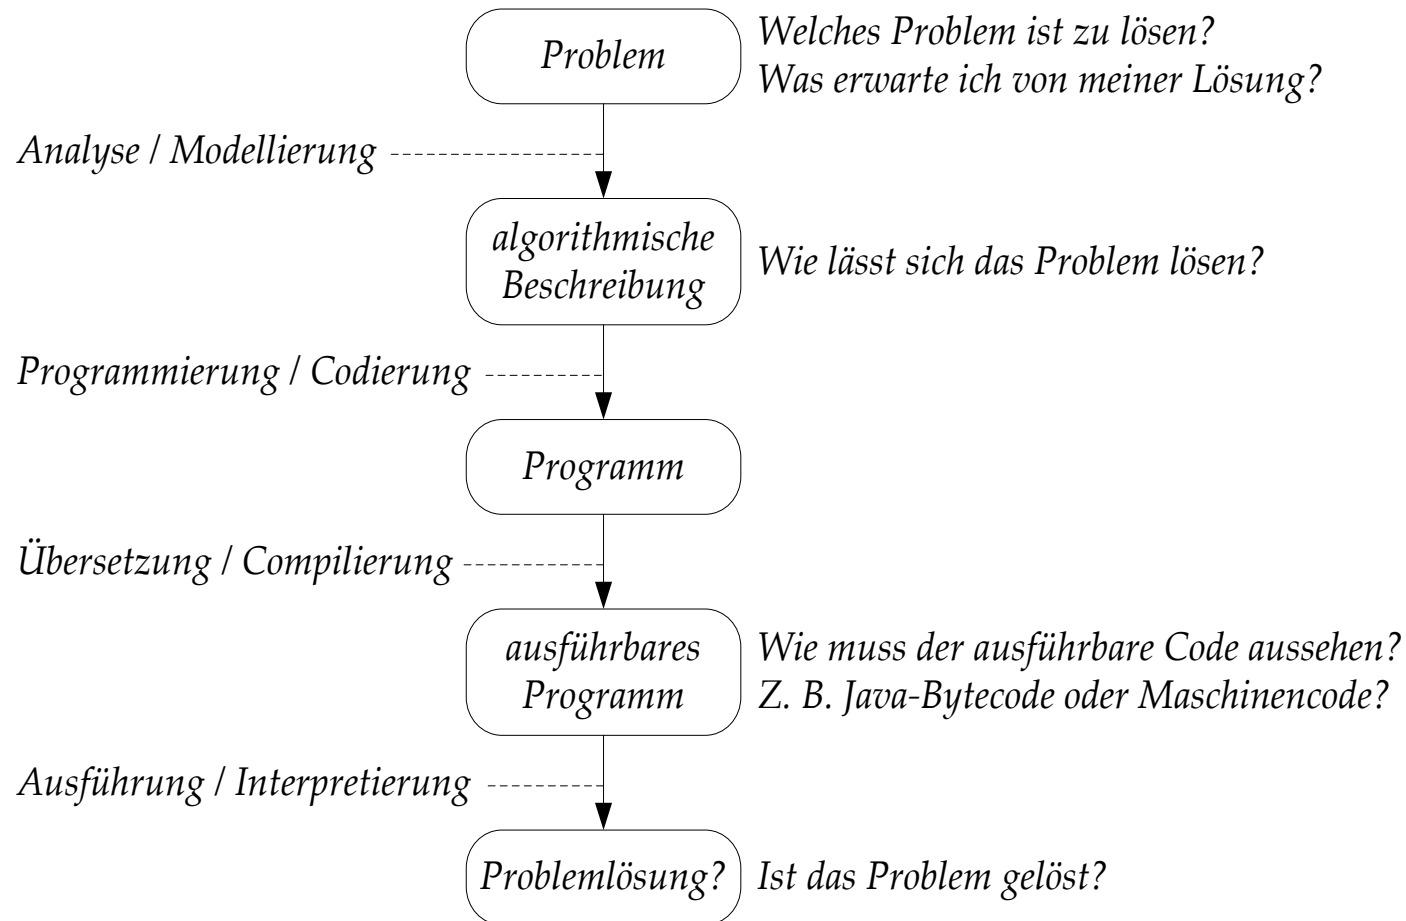 Problem
Welches Problem ist zu lösen?
Was erwarte ich von meiner Lösung?
Analyse / Modellierung
algorithmische
Beschreibung
Wie lässt sich das Problem lösen?
Programmierung / Codierung
Programm
Übersetzung / Compilierung
ausführbares
Programm
Wie muss der ausführbare Code aussehen?
Z. B. Java-Bytecode oder Maschinencode?
Ausführung / Interpretierung
Problemlösung?
Ist das Problem gelöst?